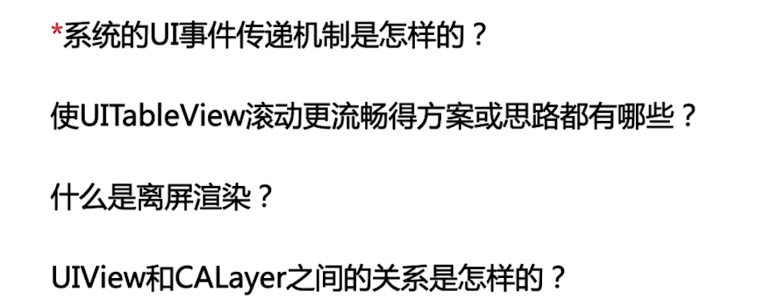 *系统的UI事件传递机制是怎样的？
使UITableView滚动更流畅得方案或思路都有哪些？
什么是离屏渲染？
UIView和CALayer之间的关系是怎样的？